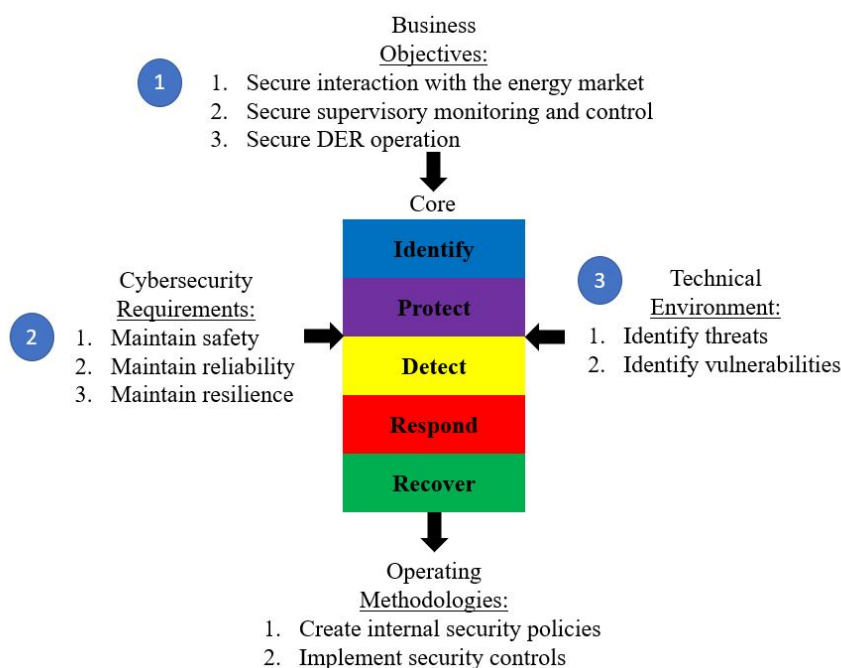 Business
Objectives:
1
1. Secure interaction with the energy market
2. Secure supervisory monitoring and control
3. Secure DER operation
Core
Identify
Protect
Detect
Respond
Recover
Cybersecurity
Requirements:
2
1. Maintain safety
2. Maintain reliability
3. Maintain resilience
3
Technical
Environment:
1. Identify threats
2. Identify vulnerabilities
Operating
Methodologies:
1. Create internal security policies
2. Implement security controls